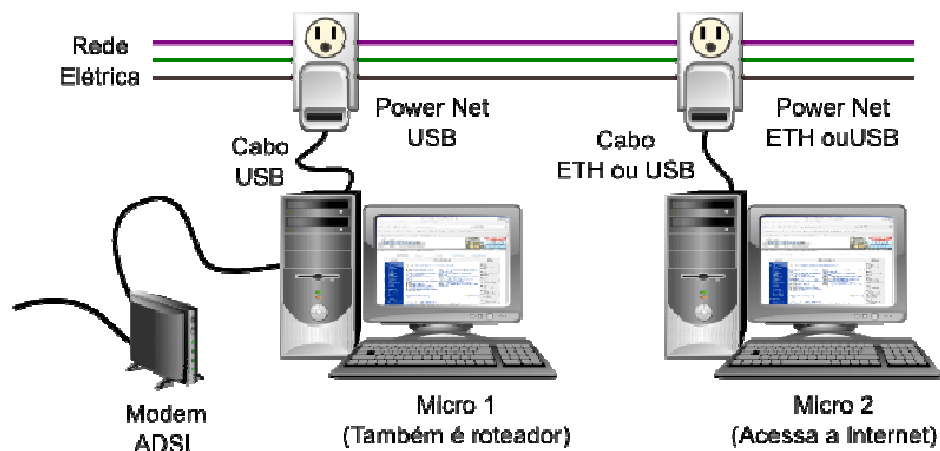 Rede
Elétrica
Power Net
USB
Power Net
ETH ouUSB
Cabo
USB
Cabo
ETH ou USB
Modem
ADSL
Micro 1
(Também é roteador)
Micro 2
(Acessa a Internet)